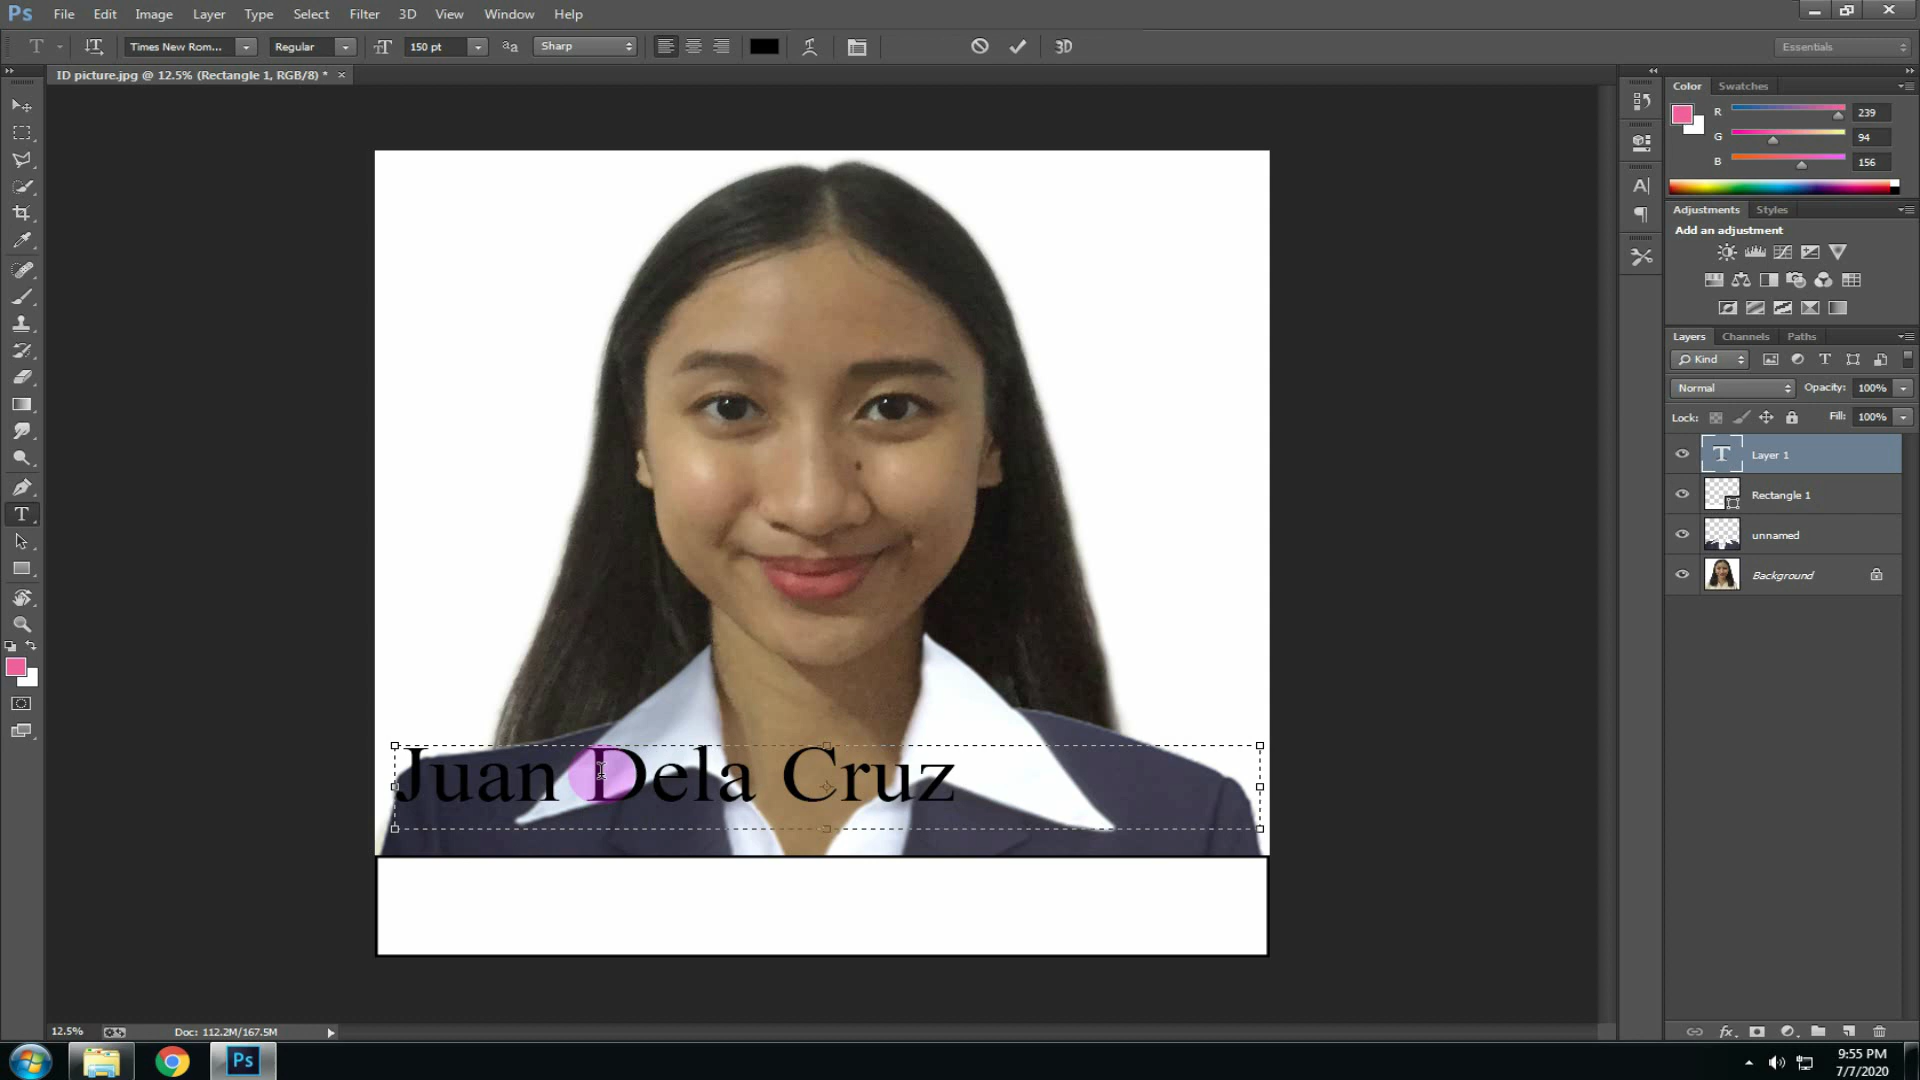 Ps File Edit Image Layer Type Select Filter 3D View Window Help
T Times New Rom... Regular 150 pt aa Sharp 3D Essentials
ID picture.jpg @ 12.5% (Rectangle 1, RGB/8) * ×
Color Swatches
R 239
G 94
B 156
Adjustments Styles
Add an adjustment
Layers Channels Paths
Kind
Normal Opacity: 100%
Lock: Fill: 100%
T Layer 1
Rectangle 1
unnamed
Background
Juan Dela Cruz
12.5% Doc: 112.2M/167.5M
Ps
9:55 PM
7/7/2020